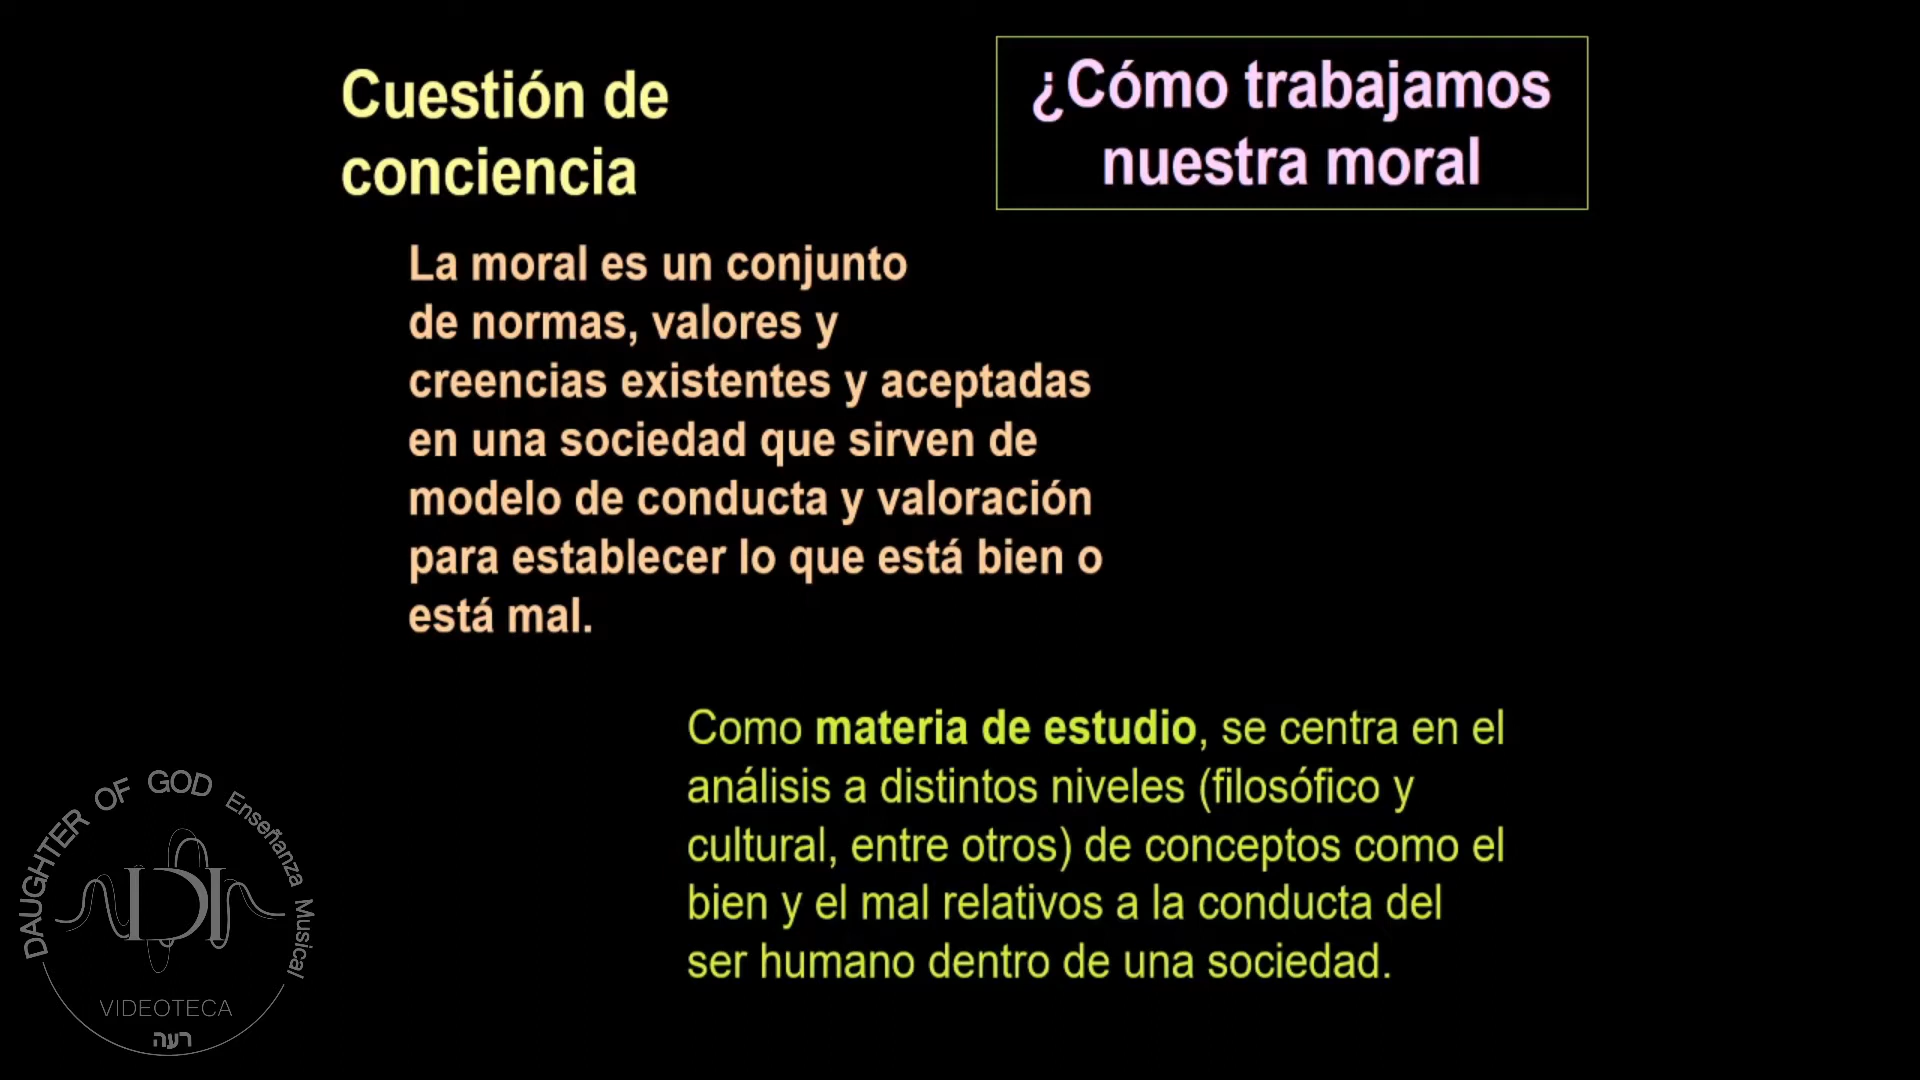 Cuestión de
conciencia
¿Cómo trabajamos
nuestra moral
La moral es un conjunto
de normas, valores y
creencias existentes y aceptadas
en una sociedad que sirven de
modelo de conducta y valoración
para establecer lo que está bien o
está mal.
Como materia de estudio, se centra en el
análisis a distintos niveles (filosófico y
cultural, entre otros) de conceptos como el
bien y el mal relativos a la conducta del
ser humano dentro de una sociedad.
DAUGHTER OF GOD Enseñanza Musical
VIDEOTECA
רעה